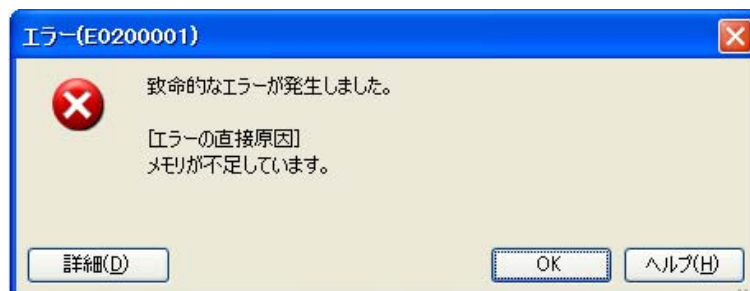 エラー(E0200001)
致命的なエラーが発生しました。
[エラーの直接原因]
メモリが不足しています。
詳細(D)
OK
ヘルプ(H)